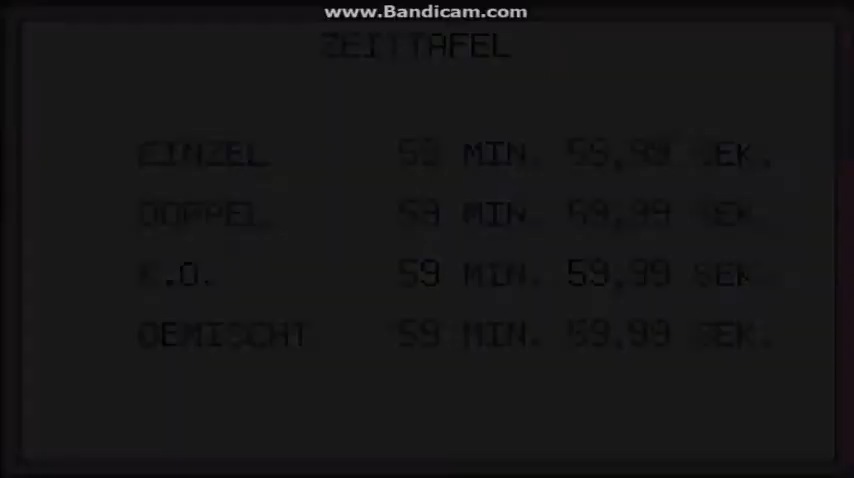 www.Bandicam.com
ZEITTAFEL
EINZEL 59 MIN. 59,99 SEK.
DOPPEL 59 MIN. 59,99 SEK.
K.O. 59 MIN. 59,99 SEK.
GEMISCHT 59 MIN. 59,99 SEK.